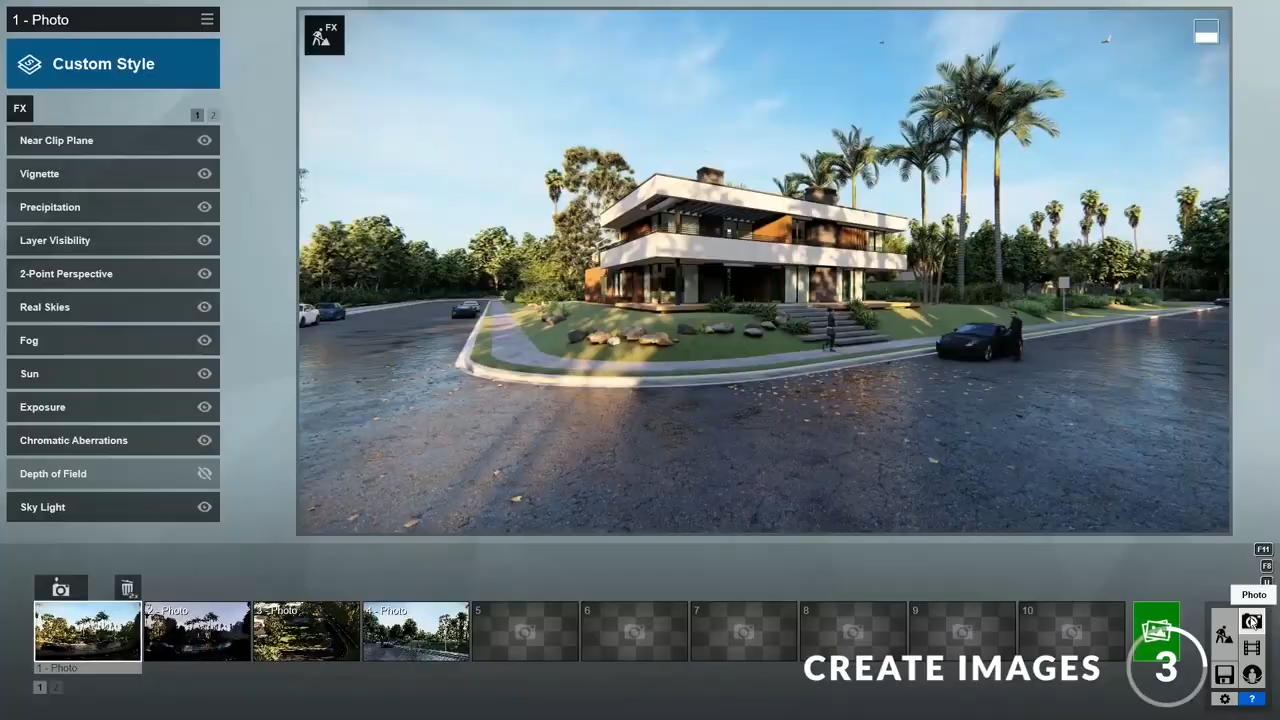 1 - Photo
Custom Style
FX
1 2
Near Clip Plane
Vignette
Precipitation
Layer Visibility
2-Point Perspective
Real Skies
Fog
Sun
Exposure
Chromatic Aberrations
Depth of Field
Sky Light
FX
F11
F8
U
Photo
2 - Photo
3 - Photo
4 - Photo
5
6
7
8
9
10
1 - Photo
1 2
CREATE IMAGES
3
?